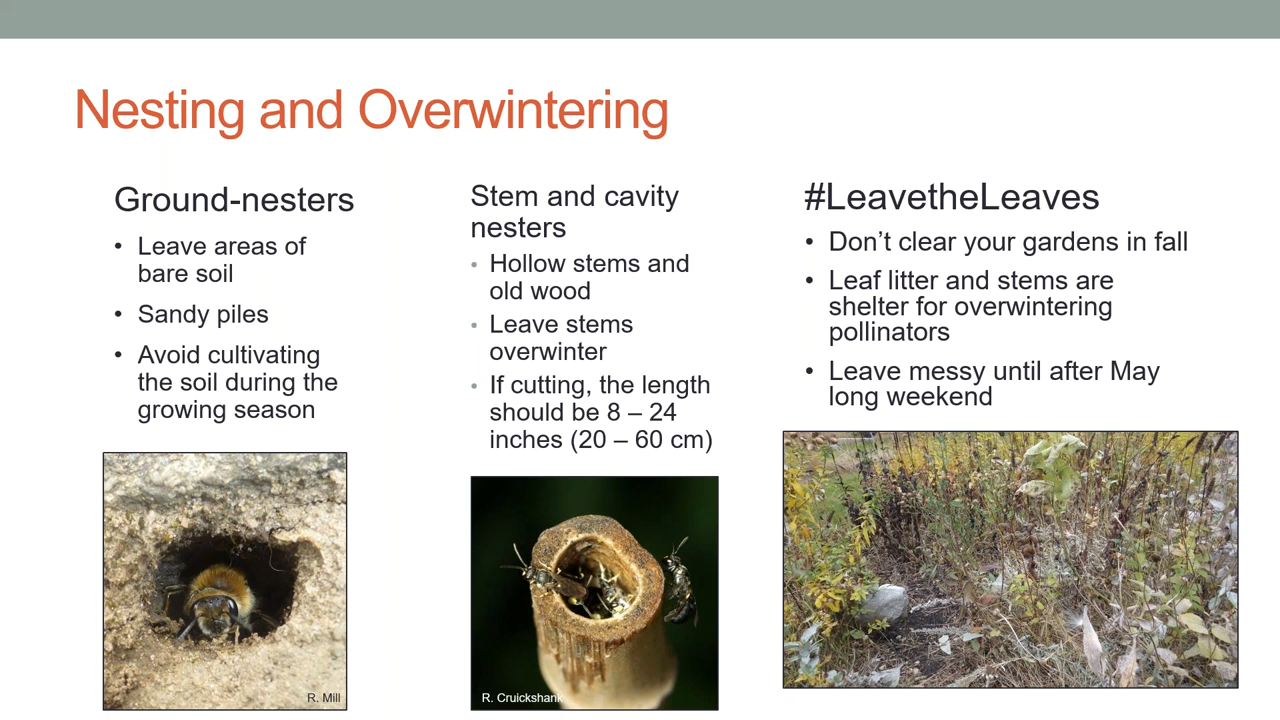 Nesting and Overwintering
Ground-nesters
• Leave areas of
bare soil
• Sandy piles
• Avoid cultivating
the soil during the
growing season
R. Mill
Stem and cavity
nesters
• Hollow stems and
old wood
• Leave stems
overwinter
• If cutting, the length
should be 8 – 24
inches (20 – 60 cm)
R. Cruickshank
#LeavetheLeaves
• Don’t clear your gardens in fall
• Leaf litter and stems are
shelter for overwintering
pollinators
• Leave messy until after May
long weekend